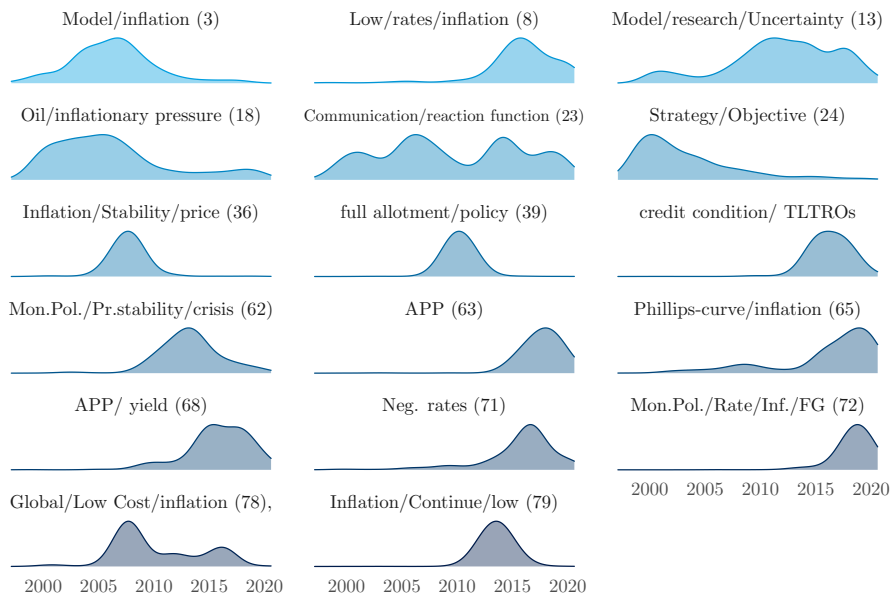 Model/inflation (3)
Low/rates/inflation (8)
Model/research/Uncertainty (13)
Oil/inflationary pressure (18)
Communication/reaction function (23)
Strategy/Objective (24)
Inflation/Stability/price (36)
full allotment/policy (39)
credit condition/ TLTROs
Mon.Pol./Pr.stability/crisis (62)
APP (63)
Phillips-curve/inflation (65)
APP/ yield (68)
Neg. rates (71)
Mon.Pol./Rate/Inf./FG (72)
2000 2005 2010 2015 2020
Global/Low Cost/inflation (78),
Inflation/Continue/low (79)
2000 2005 2010 2015 2020
2000 2005 2010 2015 2020